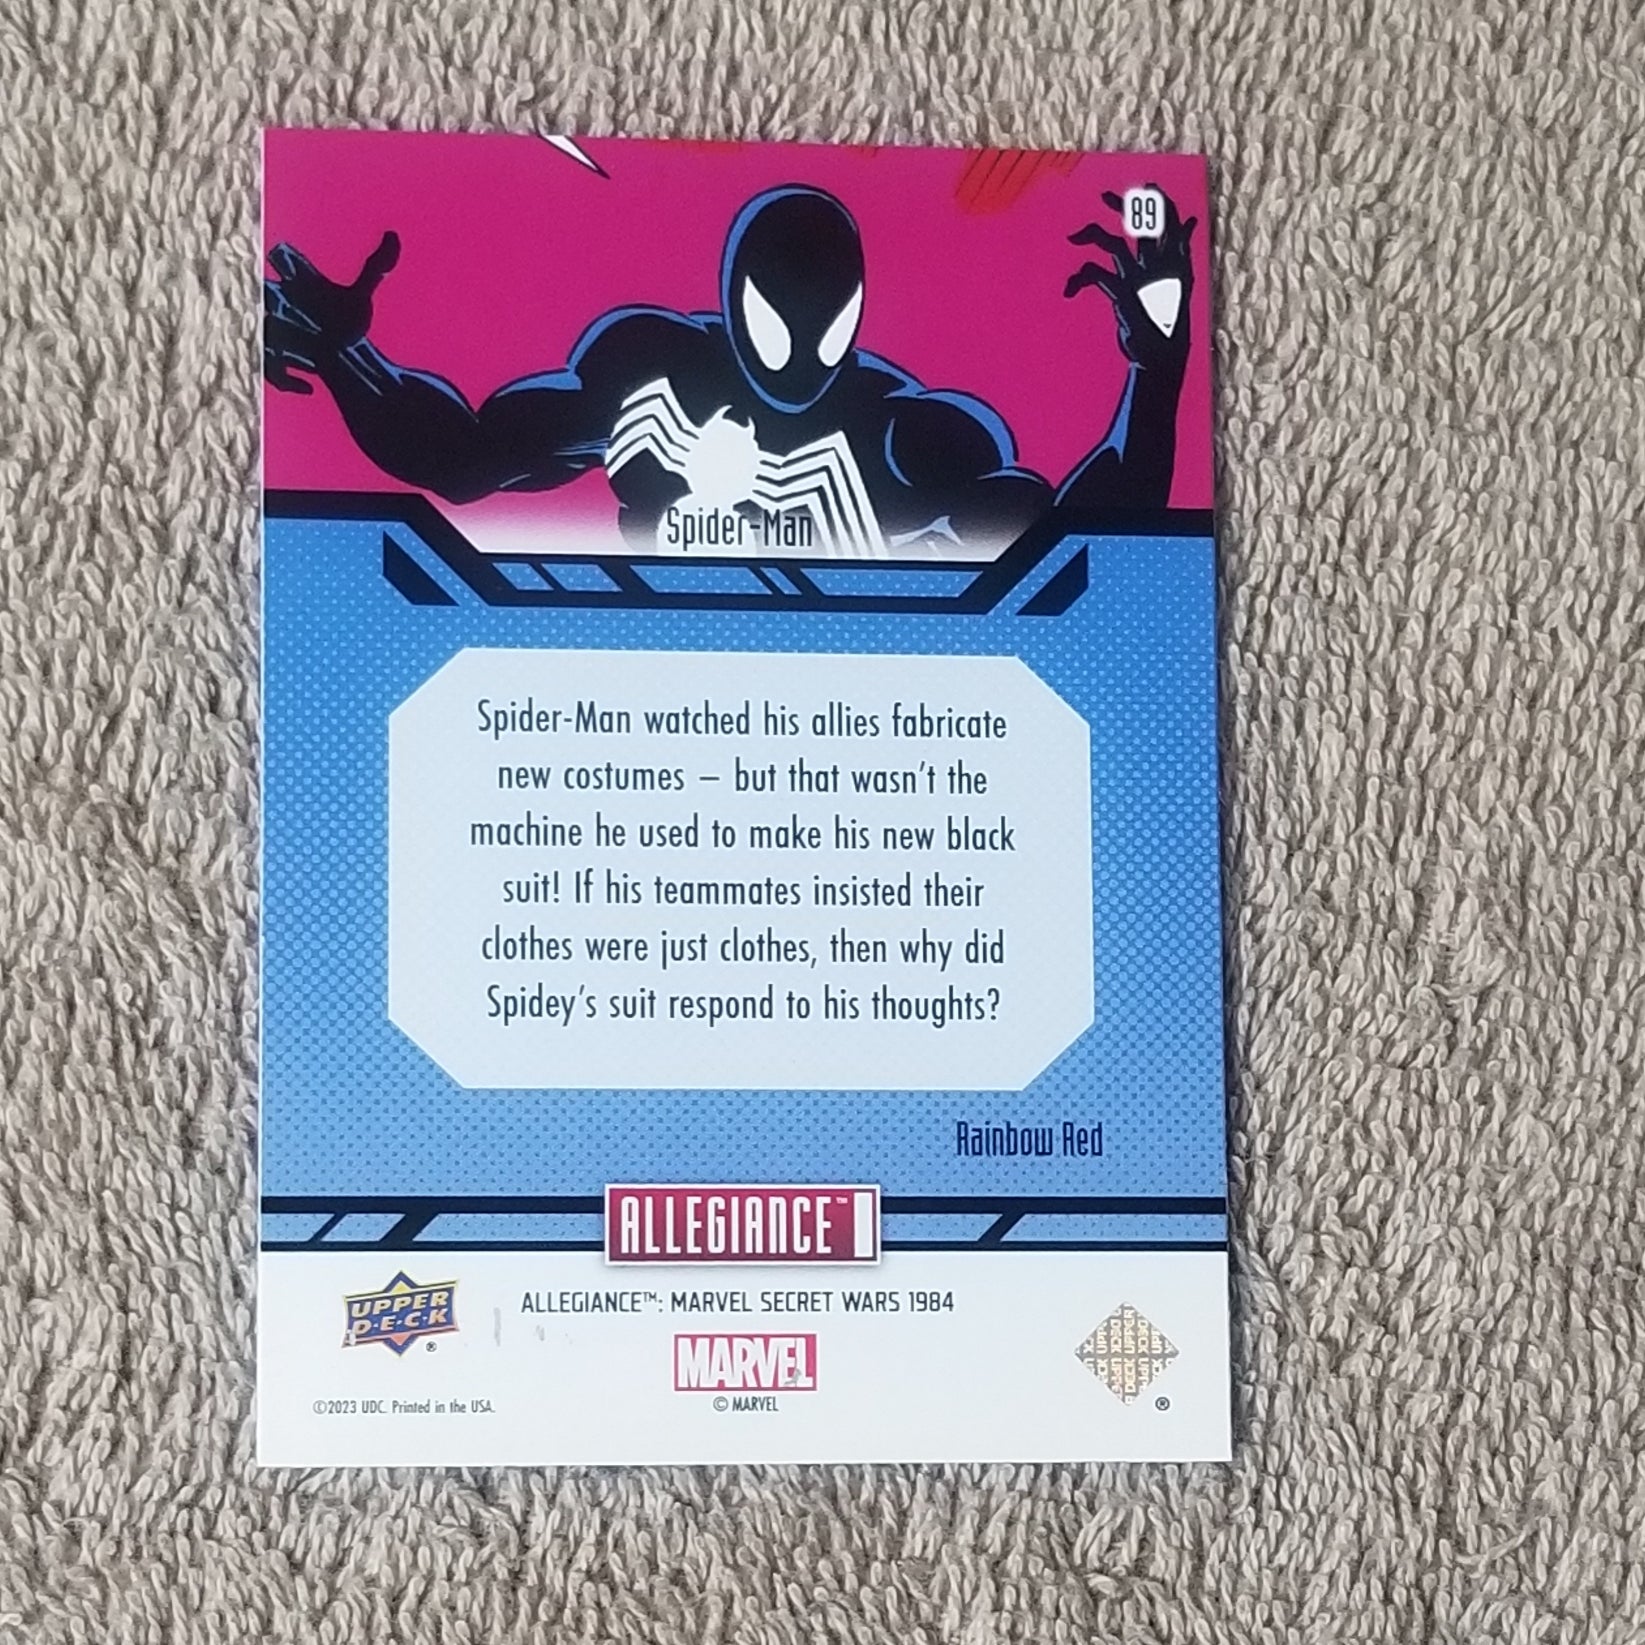 89
Spider-Man
Spider-Man watched his allies fabricate
new costumes – but that wasn't the
machine he used to make his new black
suit! If his teammates insisted their
clothes were just clothes, then why did
Spidey's suit respond to his thoughts?
Rainbow Red
ALLEGIANCE™
UPPER
D·E·C·K
®
ALLEGIANCE™: MARVEL SECRET WARS 1984
MARVEL
©2023 UDC. Printed in the USA.
© MARVEL
UPPER DECK
®